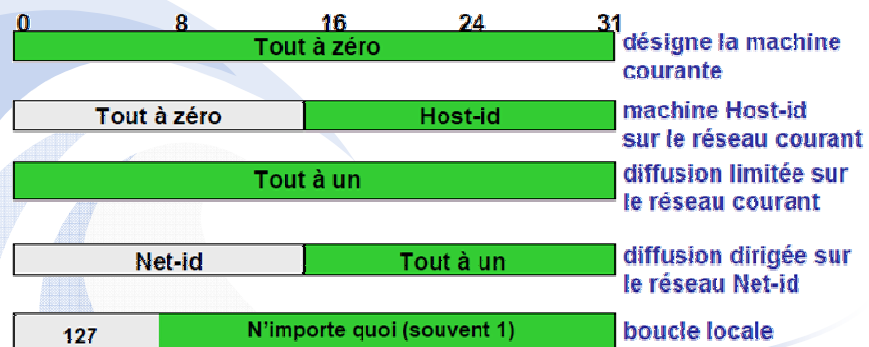 0 8 16 24 31
Tout à zéro
désigne la machine
courante
Tout à zéro Host-id
machine Host-id
sur le réseau courant
Tout à un
diffusion limitée sur
le réseau courant
Net-id Tout à un
diffusion dirigée sur
le réseau Net-id
127 N'importe quoi (souvent 1) boucle locale